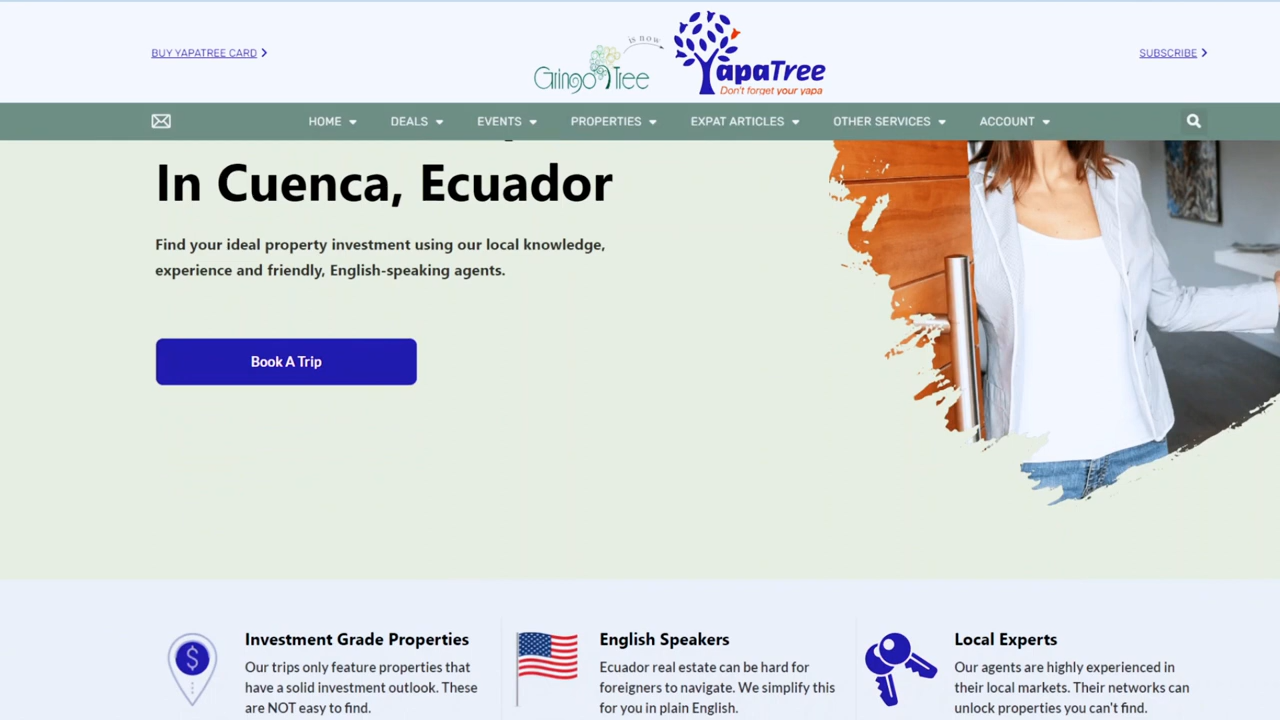 BUY YAPATREE CARD
GringoTree
is now
YapaTree
Don't forget your yapa
SUBSCRIBE
HOME
DEALS
EVENTS
PROPERTIES
EXPAT ARTICLES
OTHER SERVICES
ACCOUNT
In Cuenca, Ecuador
Find your ideal property investment using our local knowledge,
experience and friendly, English-speaking agents.
Book A Trip
Investment Grade Properties
Our trips only feature properties that
have a solid investment outlook. These
are NOT easy to find.
English Speakers
Ecuador real estate can be hard for
foreigners to navigate. We simplify this
for you in plain English.
Local Experts
Our agents are highly experienced in
their local markets. Their networks can
unlock properties you can't find.